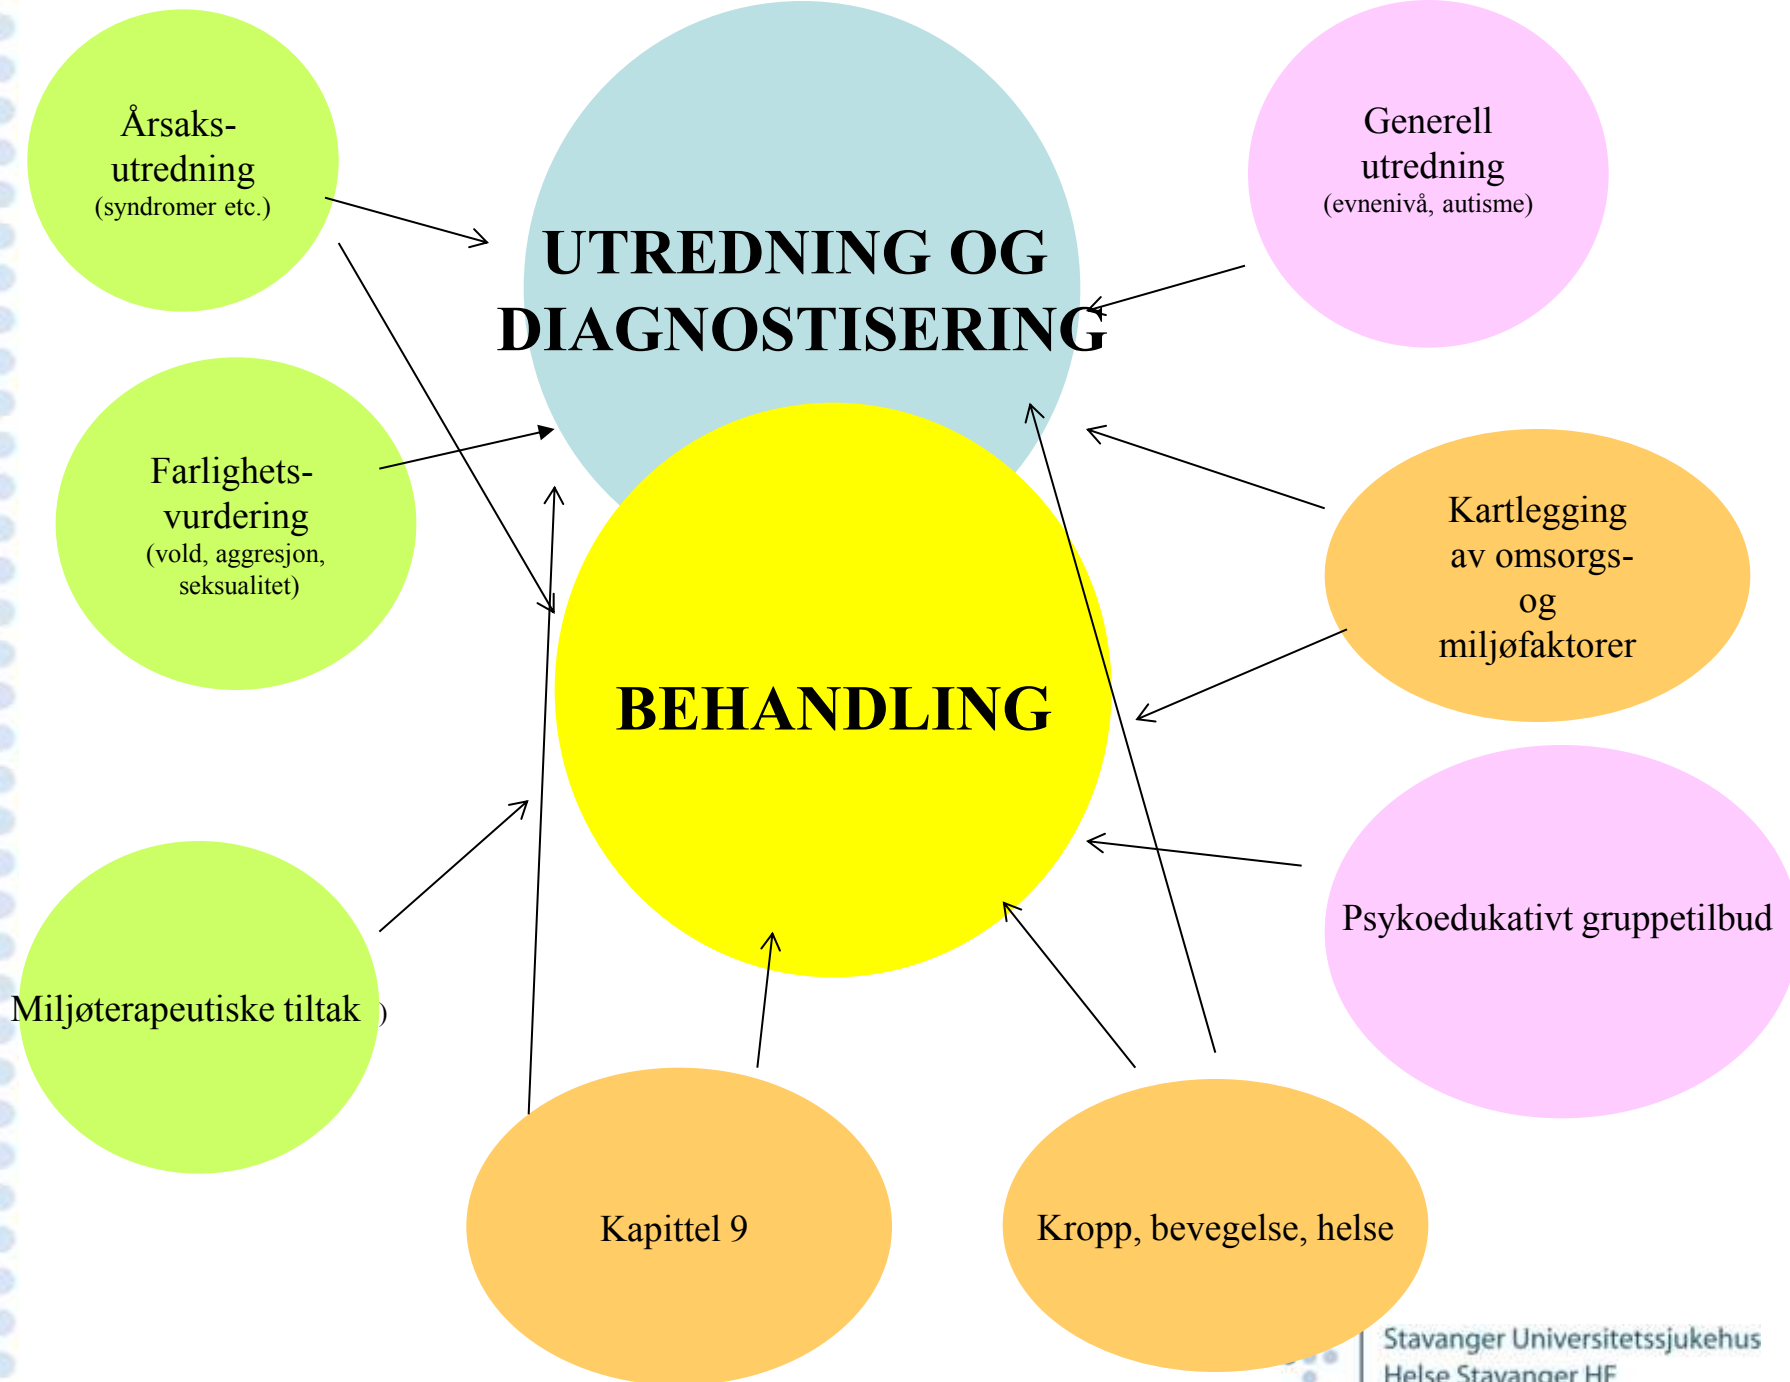 Årsaks-
utredning
(syndromer etc.)
UTREDNING OG
DIAGNOSTISERING
Generell
utredning
(evnenivå, autisme)
Farlighets-
vurdering
(vold, aggresjon,
seksualitet)
Kartlegging
av omsorgs-
og
miljøfaktorer
BEHANDLING
Psykoedukativt gruppetilbud
Miljøterapeutiske tiltak )
Kapittel 9
Kropp, bevegelse, helse
Stavanger Universitetssjukehus
Helse Stavanger HF